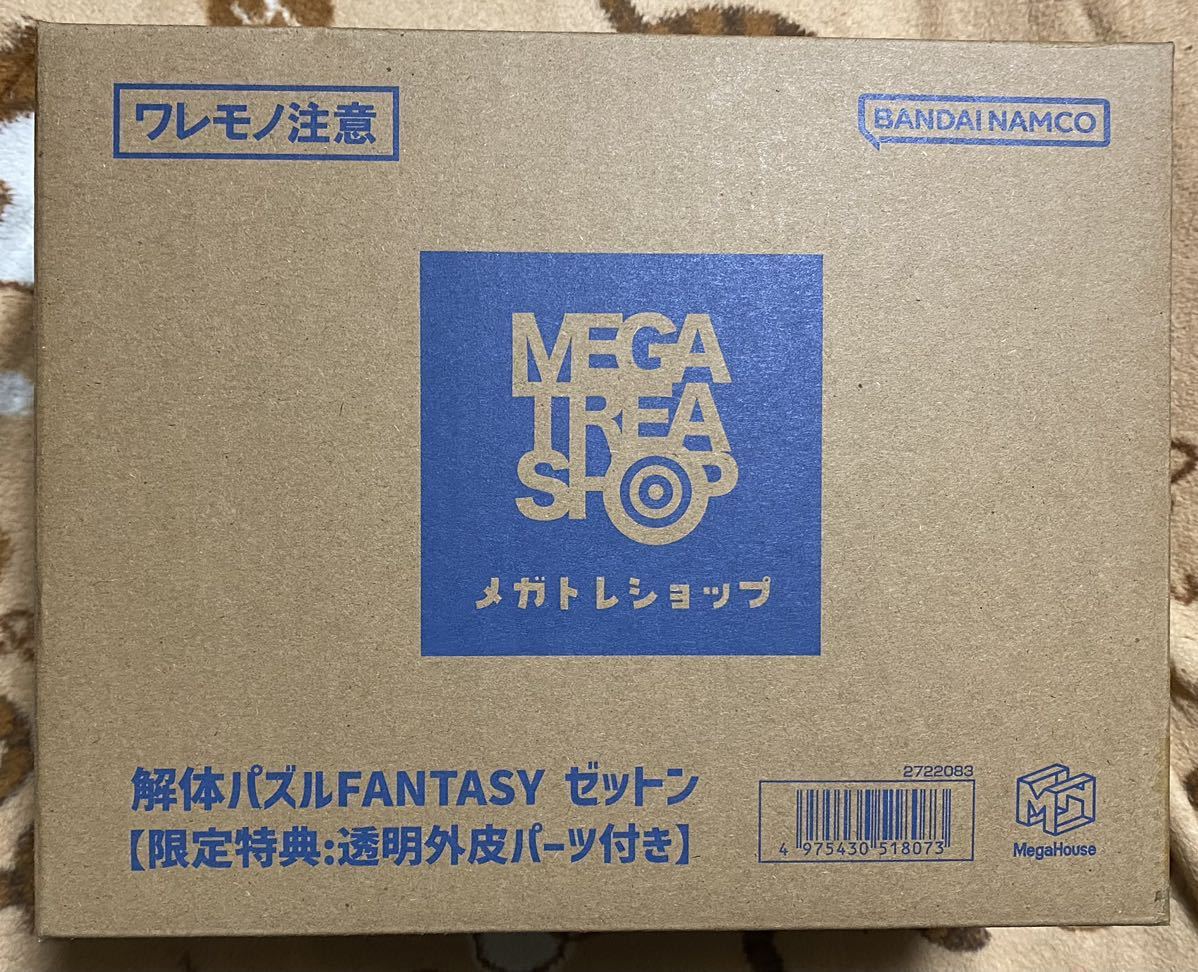 ワレモノ注意
BANDAI NAMCO
MEGA
TREA
SHOP
メガトレショップ
解体パズルFANTASY ゼットン
【限定特典:透明外皮パーツ付き】
2722083
4 975430 518073
MegaHouse